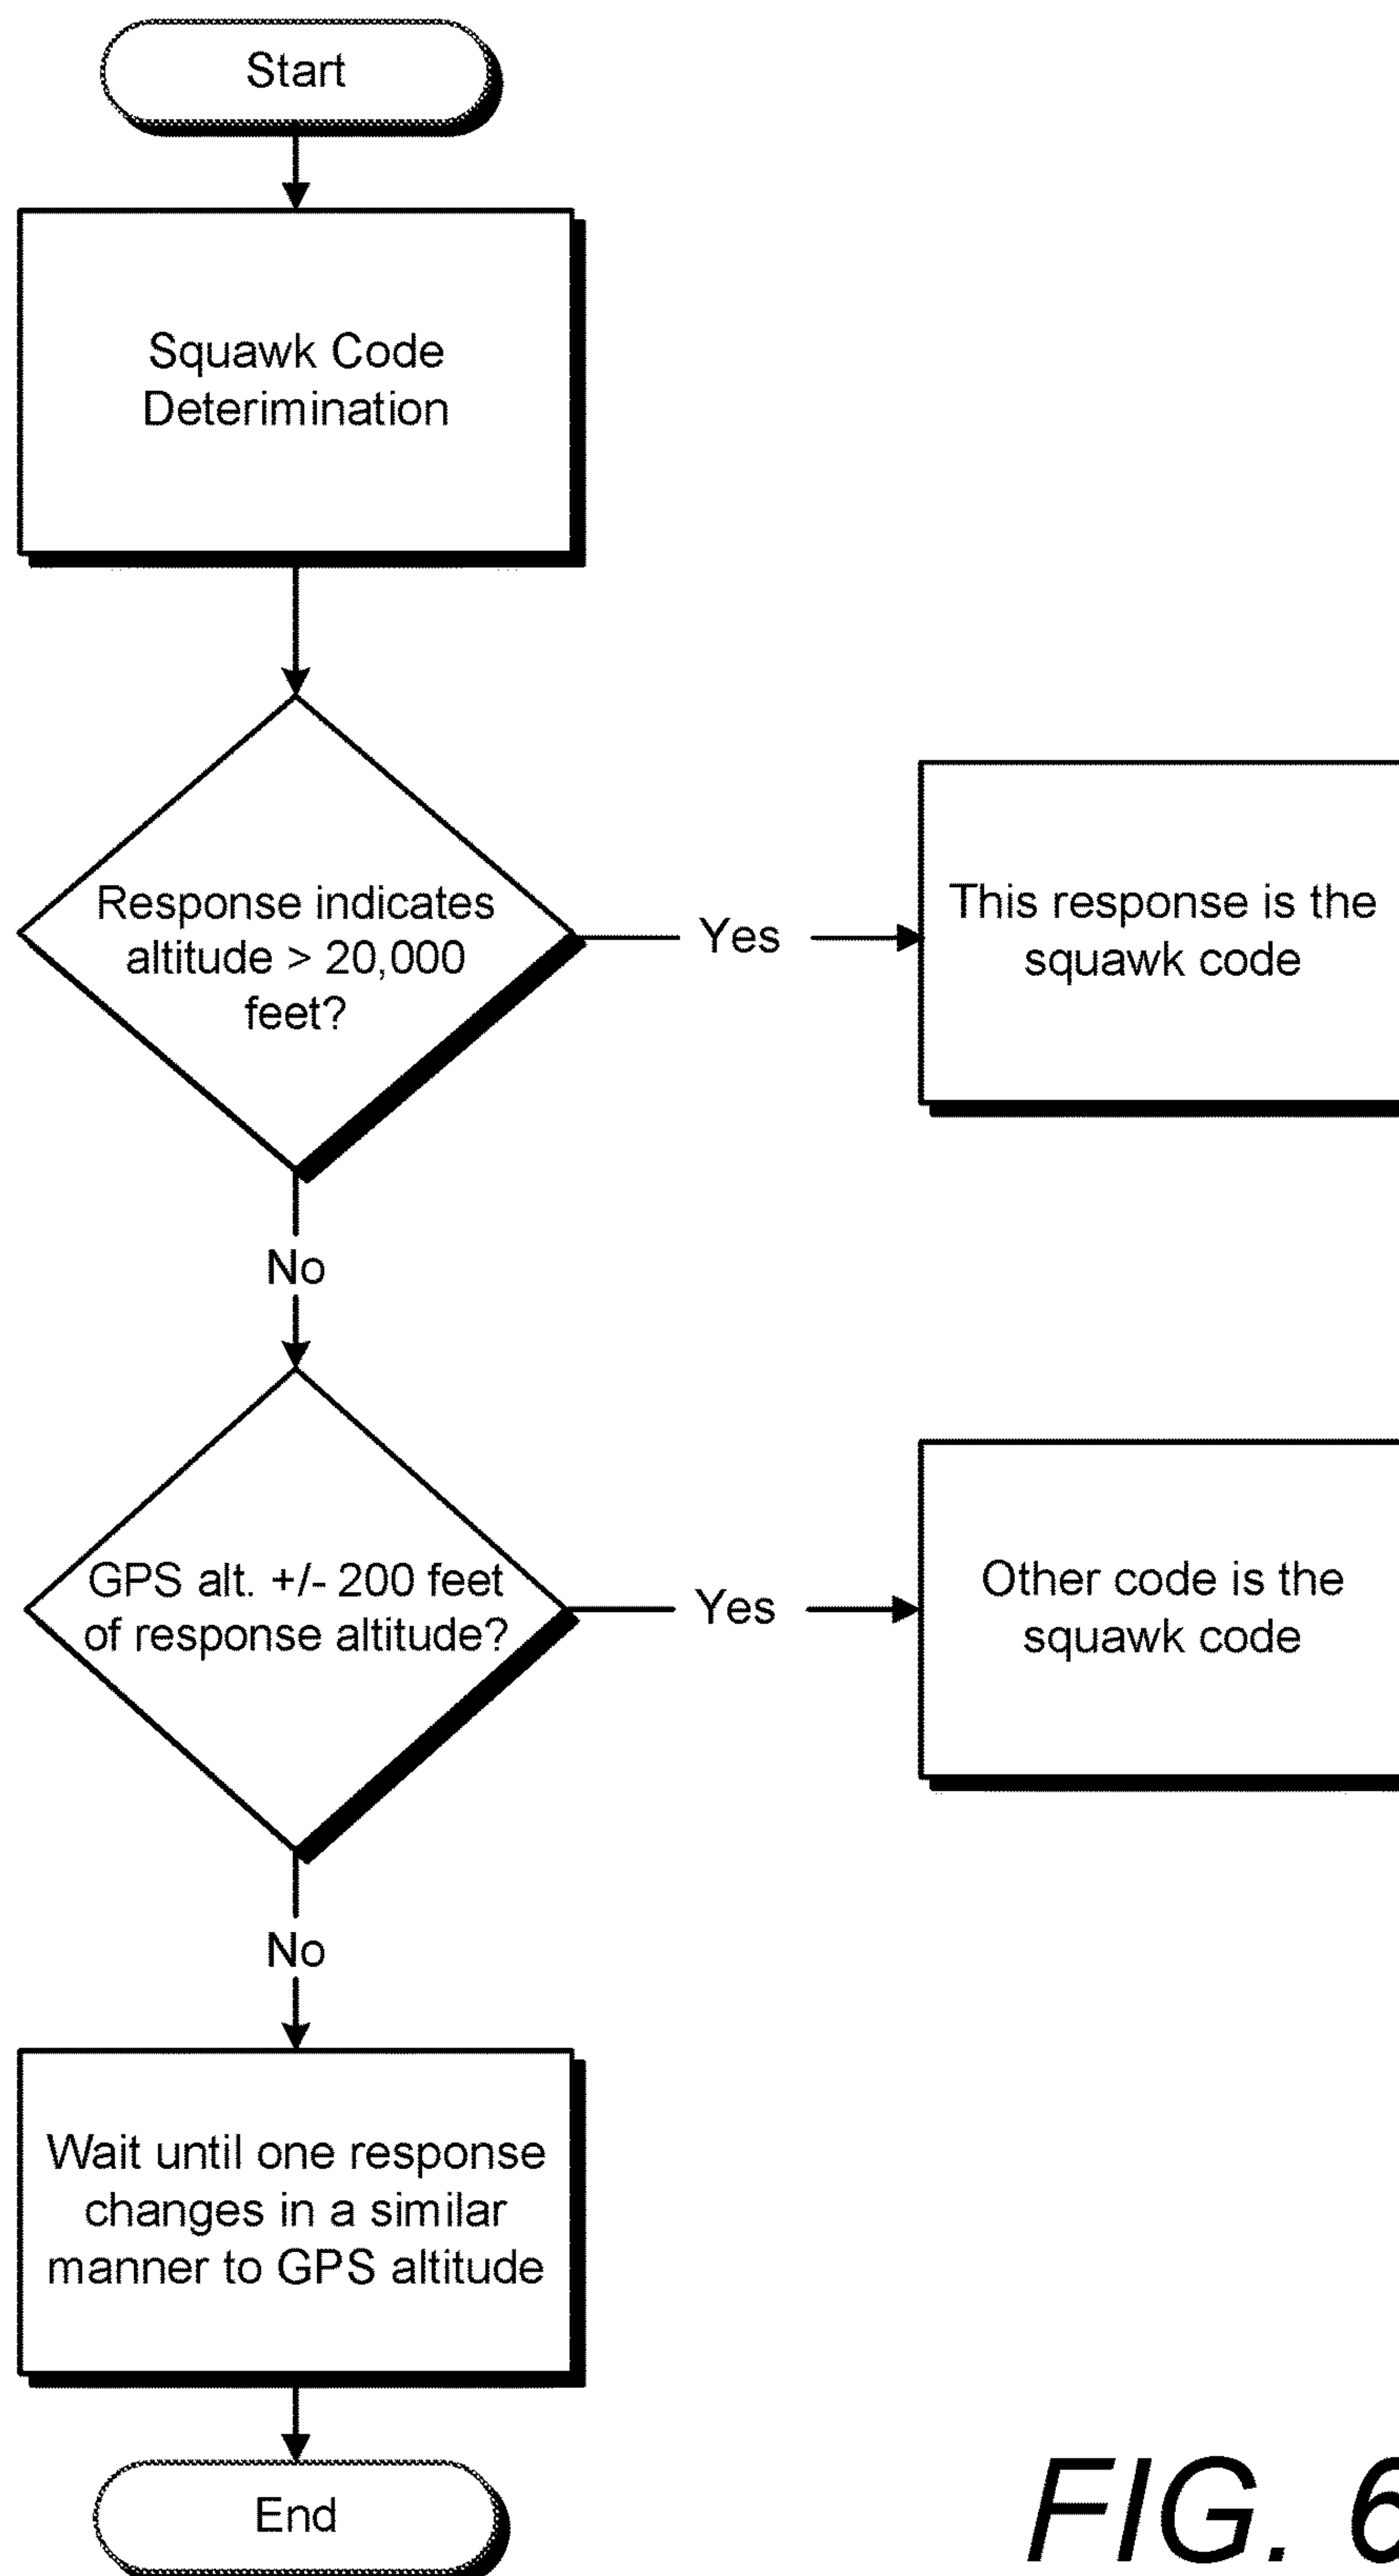 Start
Squawk Code
Deterimination
Response indicates
altitude > 20,000
feet?
Yes
This response is the
squawk code
No
GPS alt. +/- 200 feet
of response altitude?
Yes
Other code is the
squawk code
No
Wait until one response
changes in a similar
manner to GPS altitude
End
FIG. 6